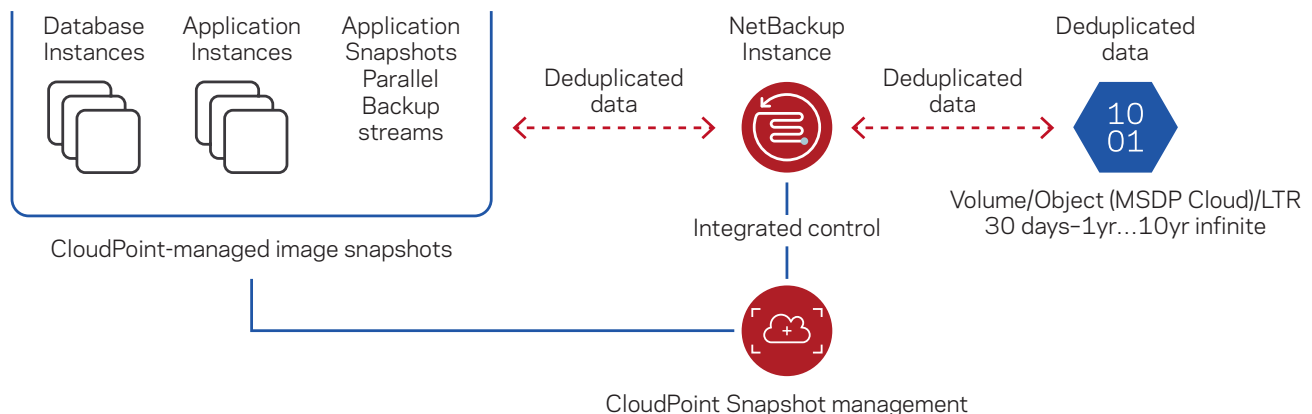 Database
Instances
Application
Instances
Application
Snapshots
Parallel
Backup
streams
Deduplicated
data
NetBackup
Instance
Deduplicated
data
Deduplicated
data
10
01
Volume/Object (MSDP Cloud)/LTR
30 days–1yr...10yr infinite
Integrated control
CloudPoint-managed image snapshots
CloudPoint Snapshot management